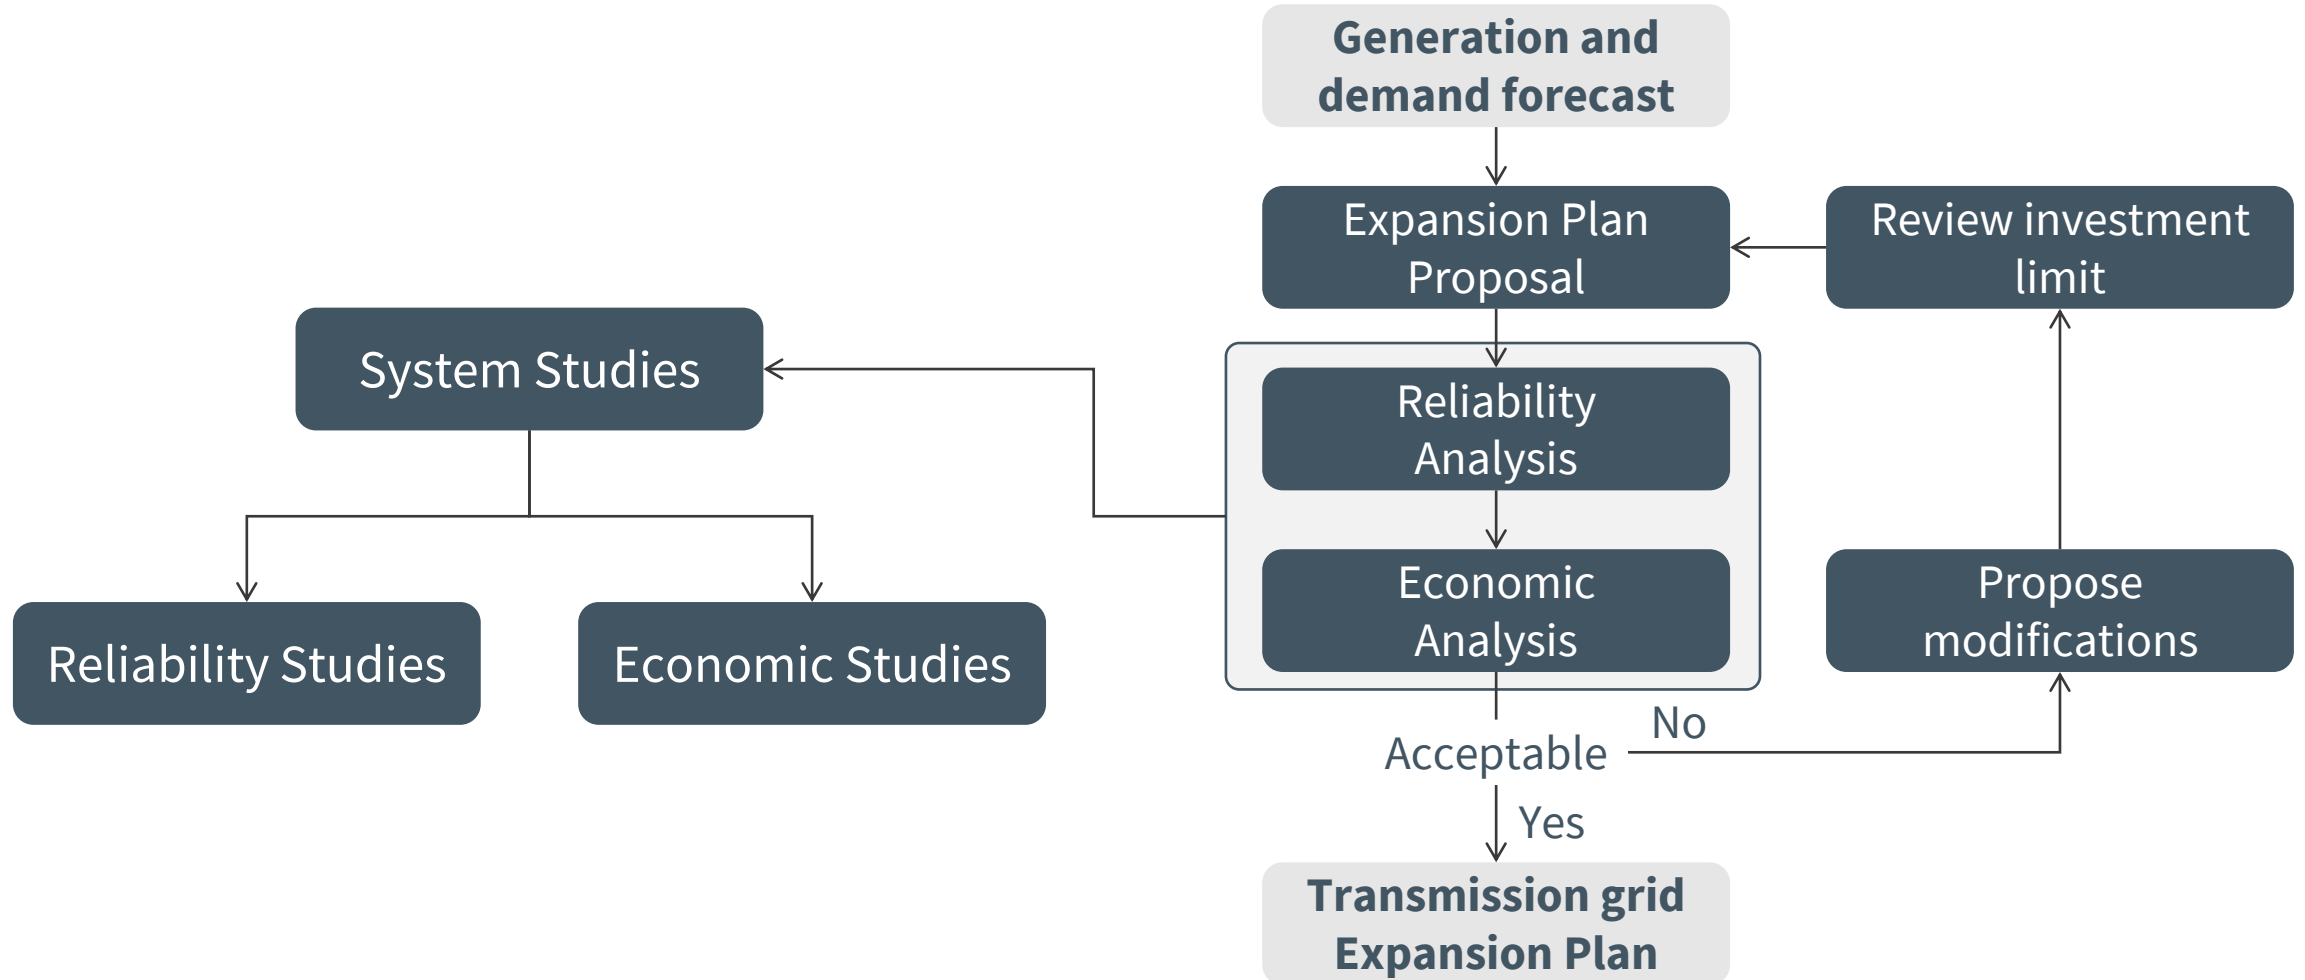 Generation and
demand forecast
Expansion Plan
Proposal
Review investment
limit
System Studies
Reliability
Analysis
Economic
Analysis
Propose
modifications
Reliability Studies
Economic Studies
No
Acceptable
Yes
Transmission grid
Expansion Plan